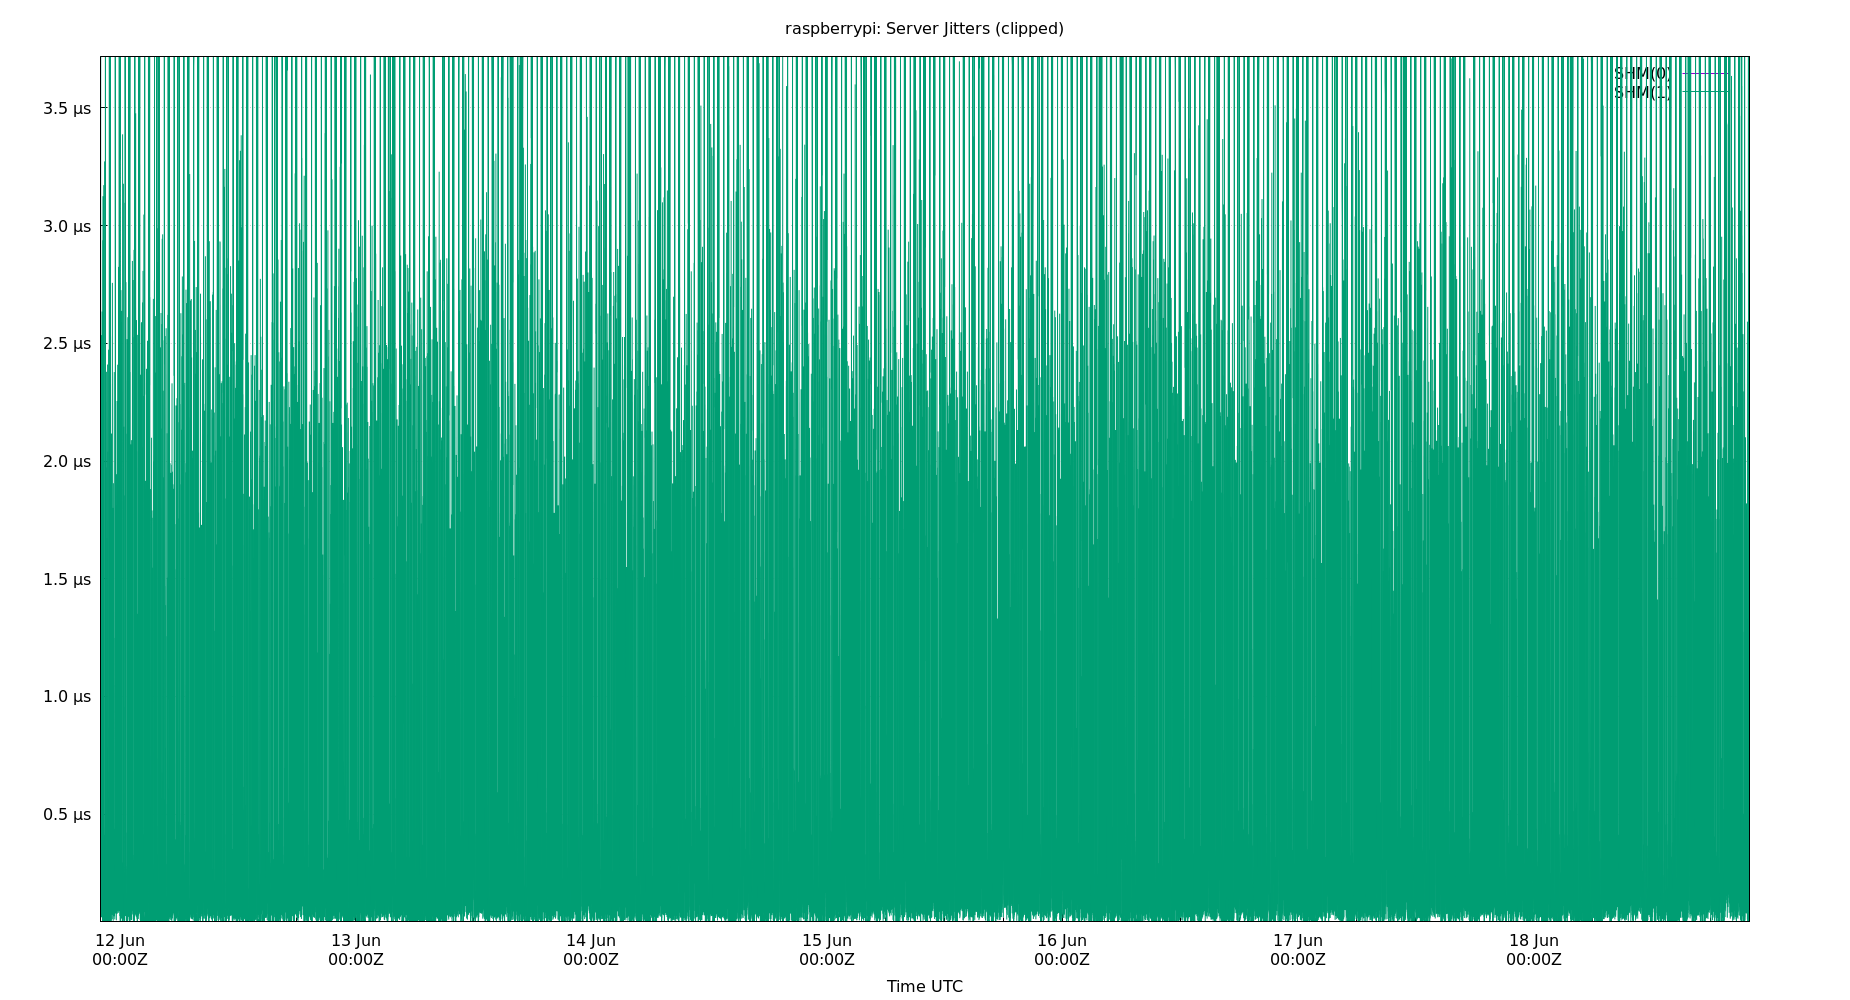 raspberrypi: Server Jitters (clipped)
SHM(0)
SHM(1)
3.5 μs
3.0 μs
2.5 μs
2.0 μs
1.5 μs
1.0 μs
0.5 μs
12 Jun 13 Jun 14 Jun 15 Jun 16 Jun 17 Jun 18 Jun
00:00Z 00:00Z 00:00Z 00:00Z 00:00Z 00:00Z 00:00Z
Time UTC